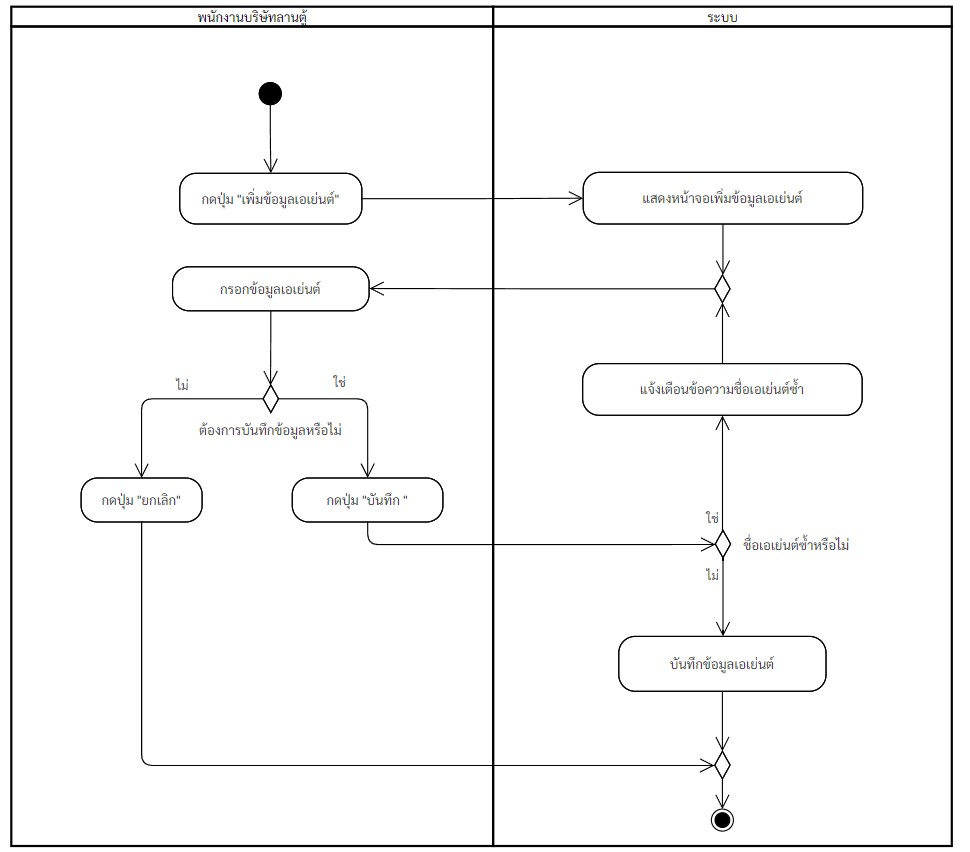 พนักงานบริษัทลานตู้
ระบบ
กดปุ่ม "เพิ่มข้อมูลเอเย่นต์"
แสดงหน้าจอเพิ่มข้อมูลเอเย่นต์
กรอกข้อมูลเอเย่นต์
ไม่
ใช่
แจ้งเตือนข้อความชื่อเอเย่นต์ซ้ำ
ต้องการบันทึกข้อมูลหรือไม่
กดปุ่ม "ยกเลิก"
กดปุ่ม "บันทึก "
ใช่
ชื่อเอเย่นต์ซ้ำหรือไม่
ไม่
บันทึกข้อมูลเอเย่นต์